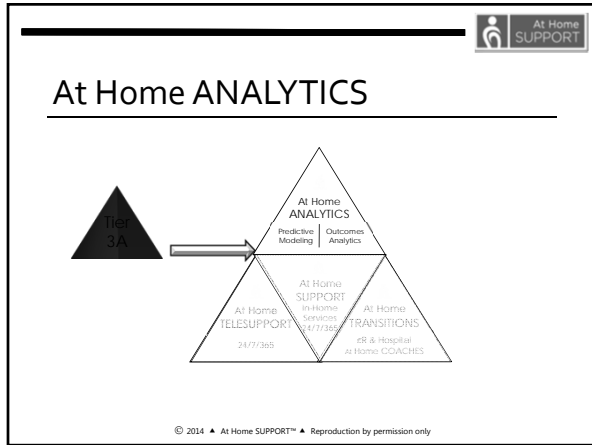 At Home
SUPPORT
At Home ANALYTICS
Tier
3A
At Home
ANALYTICS
Predictive
Modeling
Outcomes
Analytics
At Home
SUPPORT
In-Home
Services
24/7/365
At Home
TELESUPPORT
24/7/365
At Home
TRANSITIONS
ER & Hospital
At Home COACHES
© 2014 ▲ At Home SUPPORT™ ▲ Reproduction by permission only